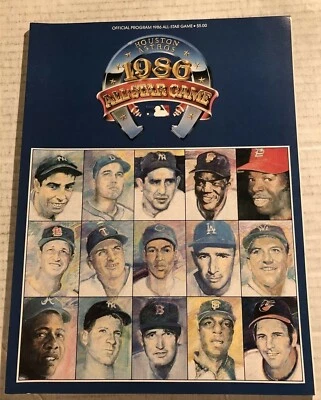 OFFICIAL PROGRAM 1986 ALL-STAR GAME • $5.00
HOUSTON
ASTROS
1986
ALL-STAR GAME